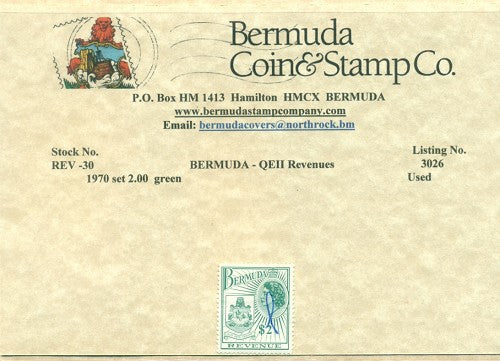 Bermuda
Coin&Stamp Co.
P.O. Box HM 1413 Hamilton HMCX BERMUDA
www.bermudastampcompany.com
Email: bermudacovers@northrock.bm
Stock No.
Listing No.
REV -30
BERMUDA - QEII Revenues
3026
1970 set 2.00 green
Used
BERMUDA
$2
REVENUE